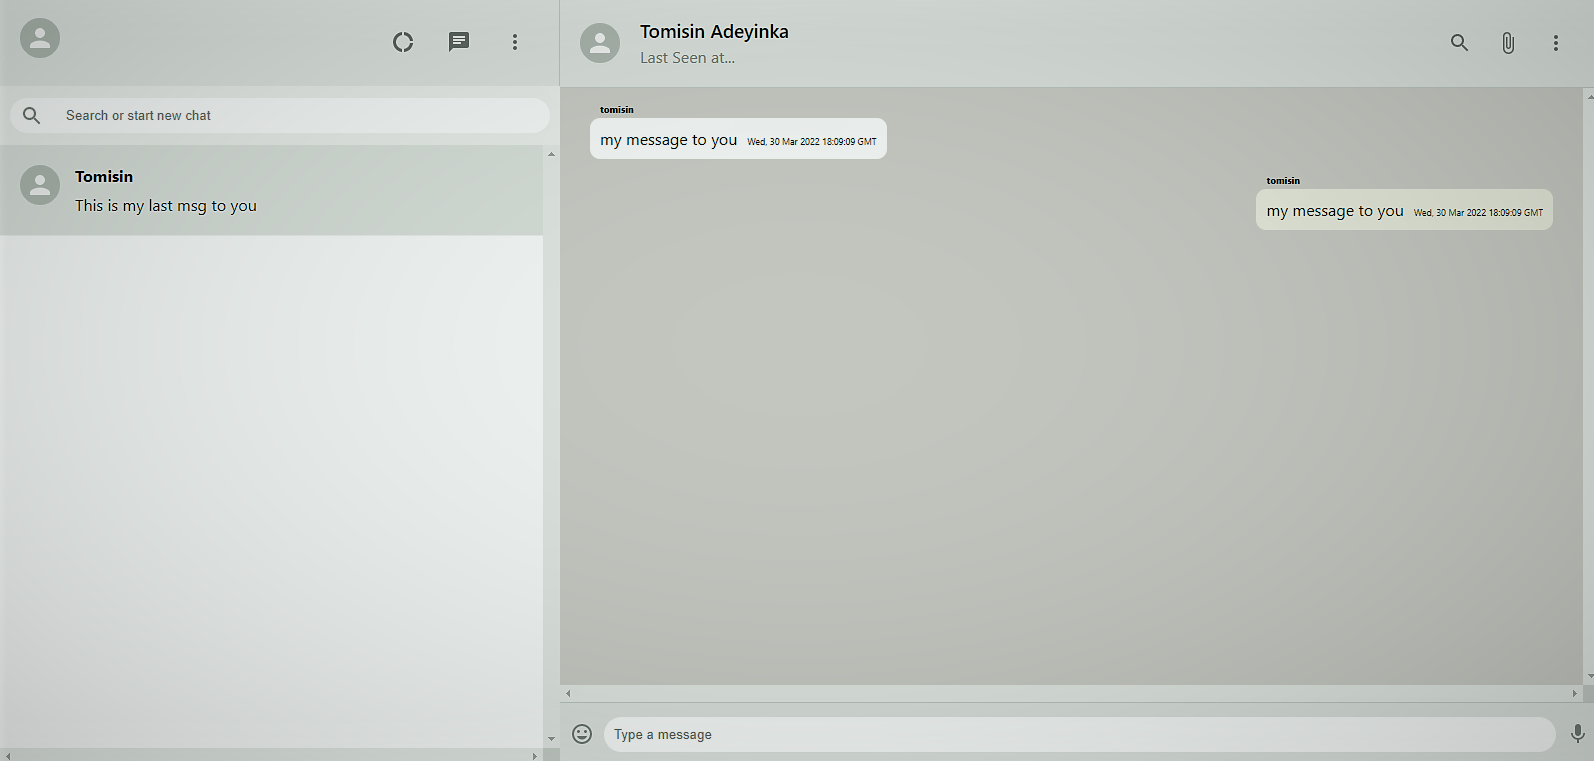 Tomisin Adeyinka
Last Seen at...
Search or start new chat
Tomisin
This is my last msg to you
tomisin
my message to you Wed, 30 Mar 2022 18:09:09 GMT
tomisin
my message to you Wed, 30 Mar 2022 18:09:09 GMT
Type a message